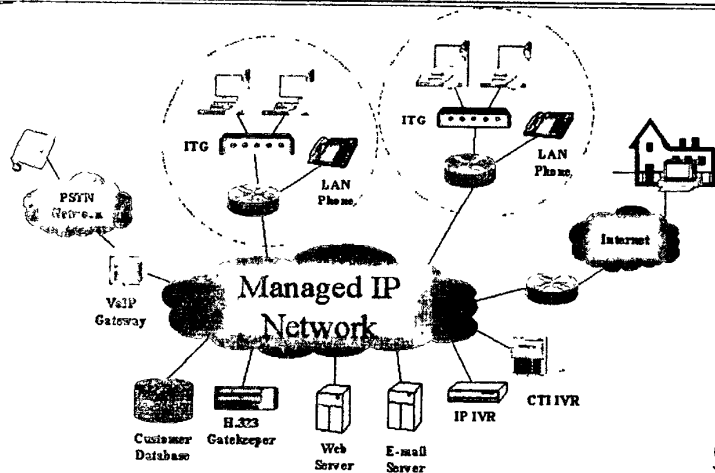 ITG
LAN
Phone
ITG
LAN
Phone
PSTN
Network
Internet
VoIP
Gateway
Managed IP
Network
Customer
Database
H.323
Gatekeeper
Web
Server
E-mail
Server
IP IVR
CTI IVR